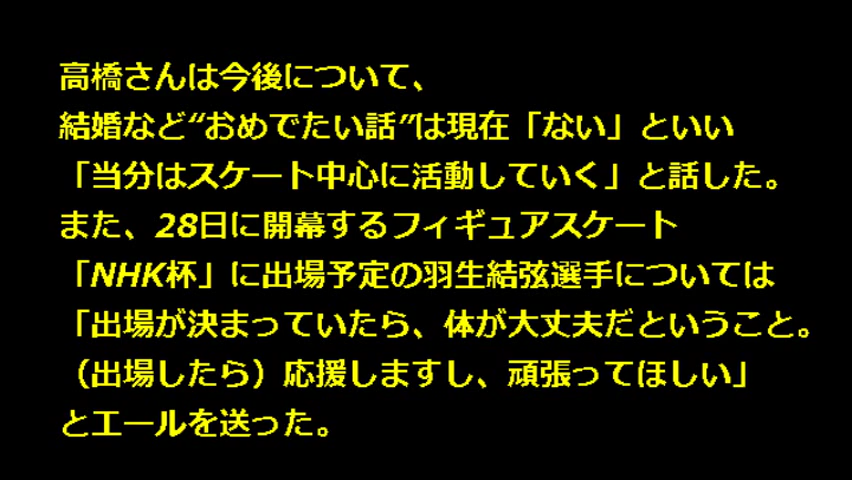 高橋さんは今後について、
結婚など“おめでたい話”は現在「ない」といい
「当分はスケート中心に活動していく」と話した。
また、28日に開幕するフィギュアスケート
「NHK杯」に出場予定の羽生結弦選手については
「出場が決まっていたら、体が大丈夫だということ。
（出場したら）応援しますし、頑張ってほしい」
とエールを送った。